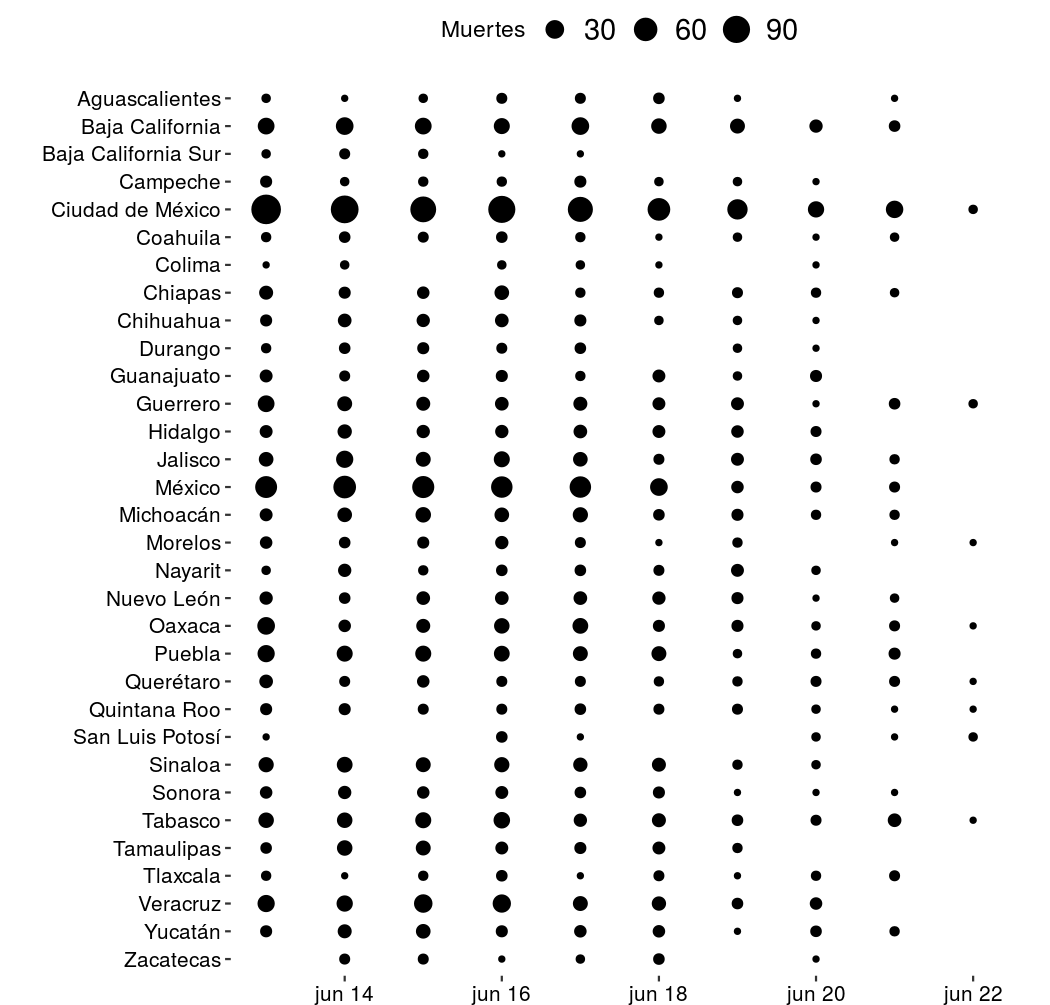 Muertes 30 60 90
Aguascalientes
Baja California
Baja California Sur
Campeche
Ciudad de México
Coahuila
Colima
Chiapas
Chihuahua
Durango
Guanajuato
Guerrero
Hidalgo
Jalisco
México
Michoacán
Morelos
Nayarit
Nuevo León
Oaxaca
Puebla
Querétaro
Quintana Roo
San Luis Potosí
Sinaloa
Sonora
Tabasco
Tamaulipas
Tlaxcala
Veracruz
Yucatán
Zacatecas
jun 14 jun 16 jun 18 jun 20 jun 22